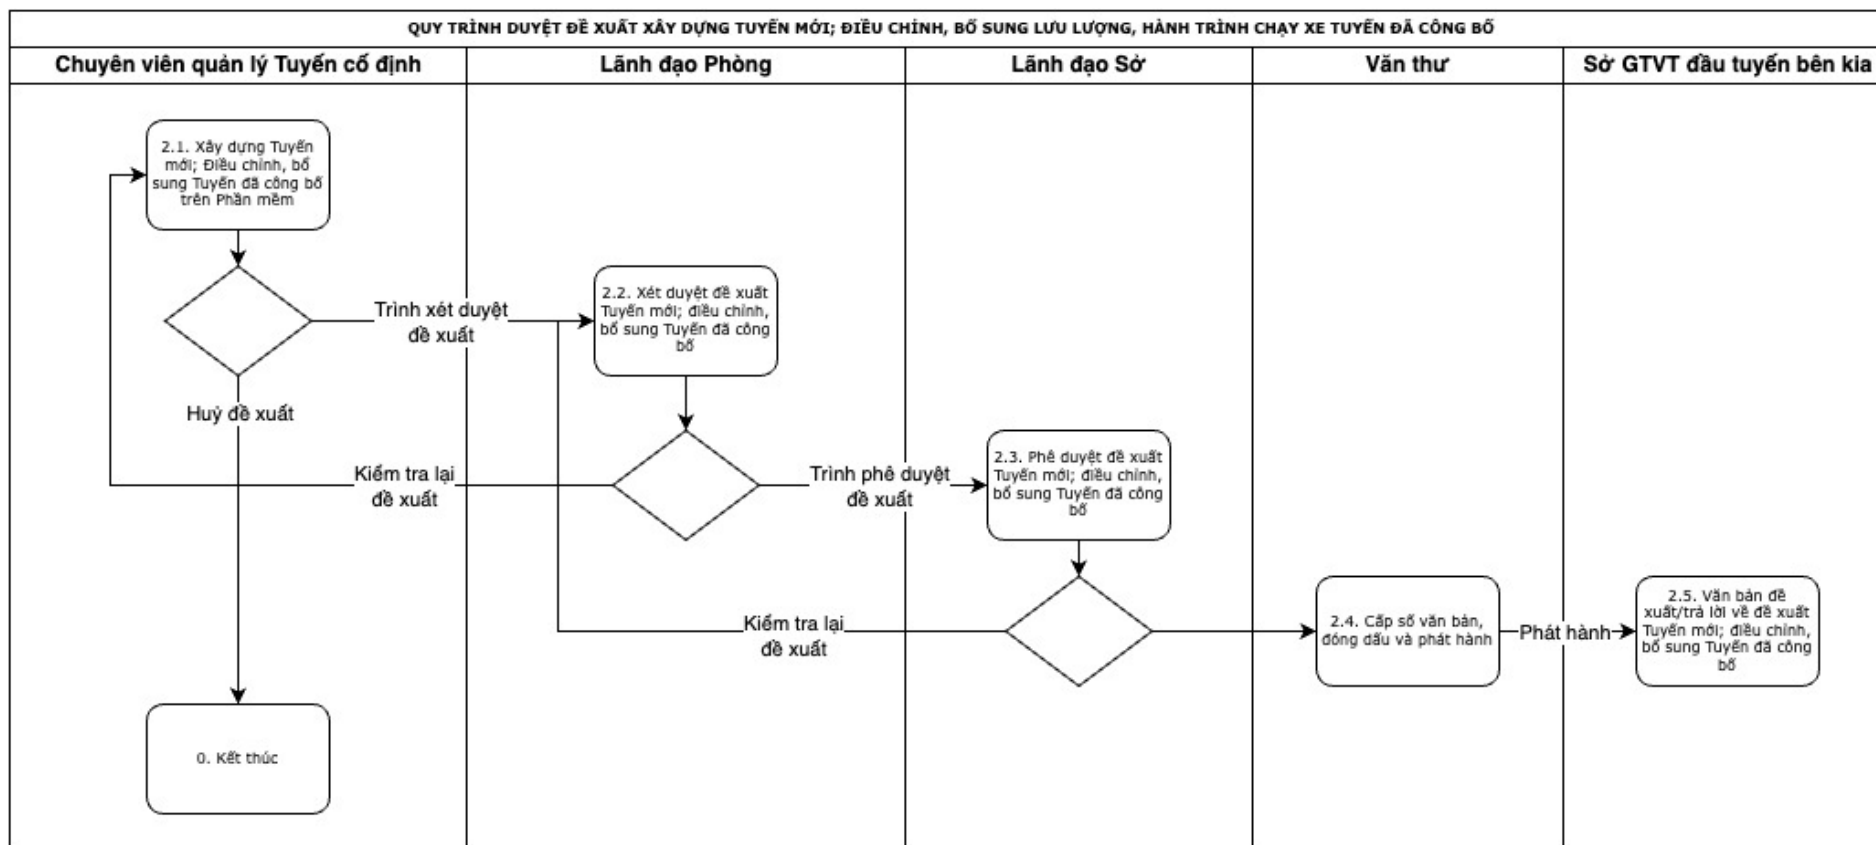 QUY TRÌNH DUYỆT ĐỀ XUẤT XÂY DỰNG TUYẾN MỚI; ĐIỀU CHỈNH, BỔ SUNG LƯU LƯỢNG, HÀNH TRÌNH CHẠY XE TUYẾN ĐÃ CÔNG BỐ
Chuyên viên quản lý Tuyến cố định
Lãnh đạo Phòng
Lãnh đạo Sở
Văn thư
Sở GTVT đầu tuyến bên kia
2.1. Xây dựng Tuyến
mới; Điều chỉnh, bổ
sung Tuyến đã công bố
trên Phần mềm
Trình xét duyệt
đề xuất
2.2. Xét duyệt đề xuất
Tuyến mới; điều chỉnh,
bổ sung Tuyến đã công
bố
Huỷ đề xuất
Kiểm tra lại
đề xuất
Trình phê duyệt
đề xuất
2.3. Phê duyệt đề xuất
Tuyến mới; điều chỉnh,
bổ sung Tuyến đã công
bố
Kiểm tra lại
đề xuất
2.4. Cấp số văn bản,
đóng dấu và phát hành
Phát hành
2.5. Văn bản đề
xuất/trả lời về đề xuất
Tuyến mới; điều chỉnh,
bổ sung Tuyến đã công
bố
0. Kết thúc